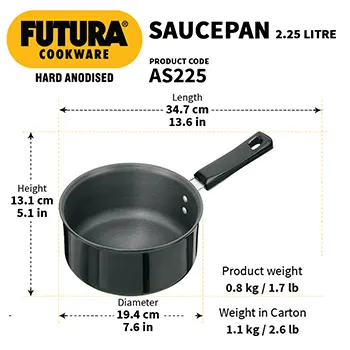 FUTURA®
COOKWARE
HARD ANODISED
SAUCEPAN 2.25 LITRE
PRODUCT CODE
AS225
Length
34.7 cm
13.6 in
Height
13.1 cm
5.1 in
Product weight
0.8 kg / 1.7 lb
Diameter
19.4 cm
7.6 in
Weight in Carton
1.1 kg / 2.6 lb